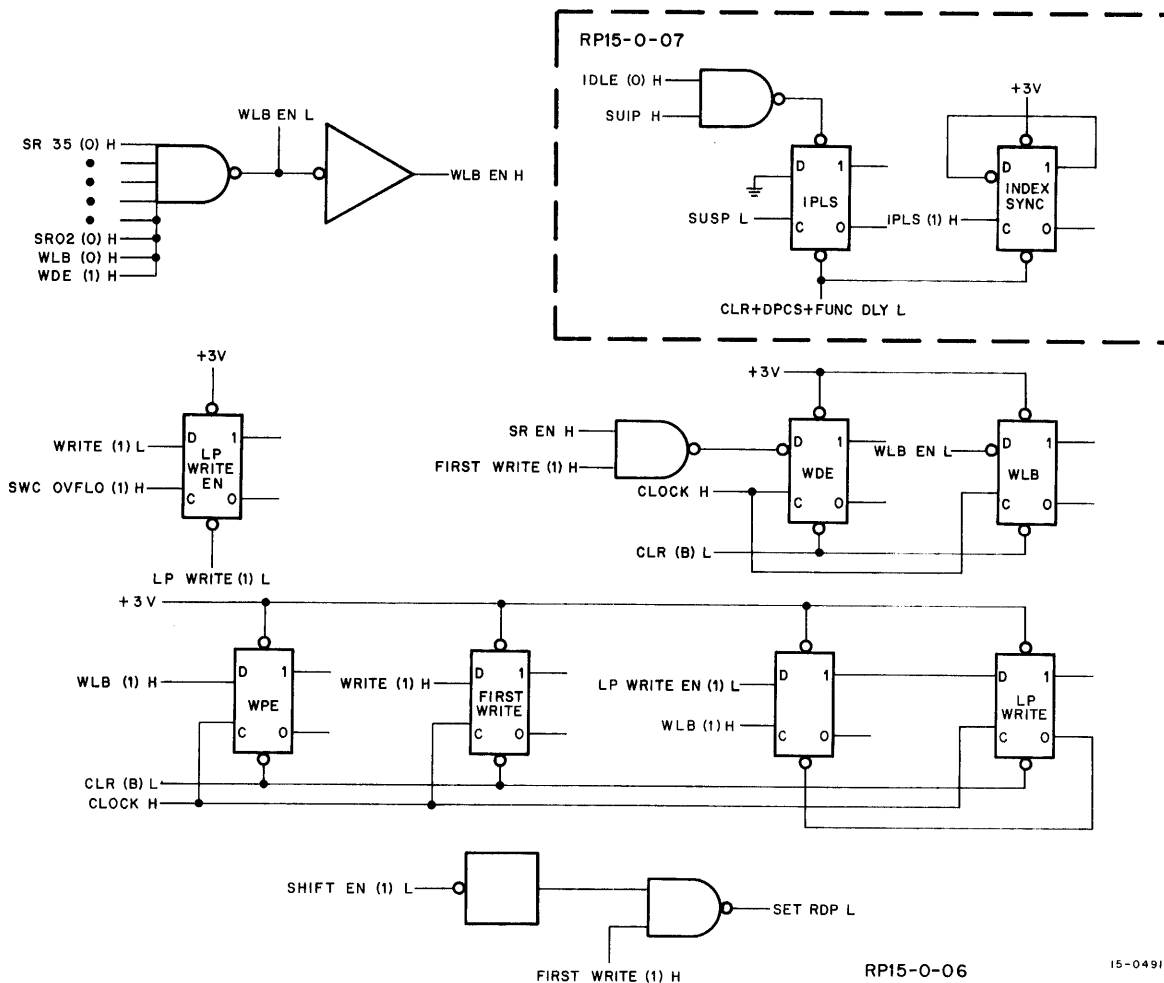 RP15-0-07
IDLE (0) H
SUIP H
+3V
WLB EN L
SR 35 (0) H
WLB EN H
D 1
IPLS
C 0
SUSP L
D 1
INDEX
SYNC
C 0
IPLS (1) H
SR02 (0) H
WLB (0) H
WDE (1) H
CLR+DPCS+FUNC DLY L
+3V
WRITE (1) L
SWC OVFLO (1) H
D 1
LP
WRITE
EN
C 0
LP WRITE (1) L
+3V
SR EN H
FIRST WRITE (1) H
CLOCK H
CLR (B) L
D 1
WDE
C 0
WLB EN L
D 1
WLB
C 0
+3V
WLB (1) H
D 1
WPE
C 0
WRITE (1) H
D 1
FIRST
WRITE
C 0
LP WRITE EN (1) L
WLB (1) H
D 1
C 0
D 1
LP
WRITE
C 0
CLR (B) L
CLOCK H
SHIFT EN (1) L
SET RDP L
FIRST WRITE (1) H
RP15-0-06
15-0491